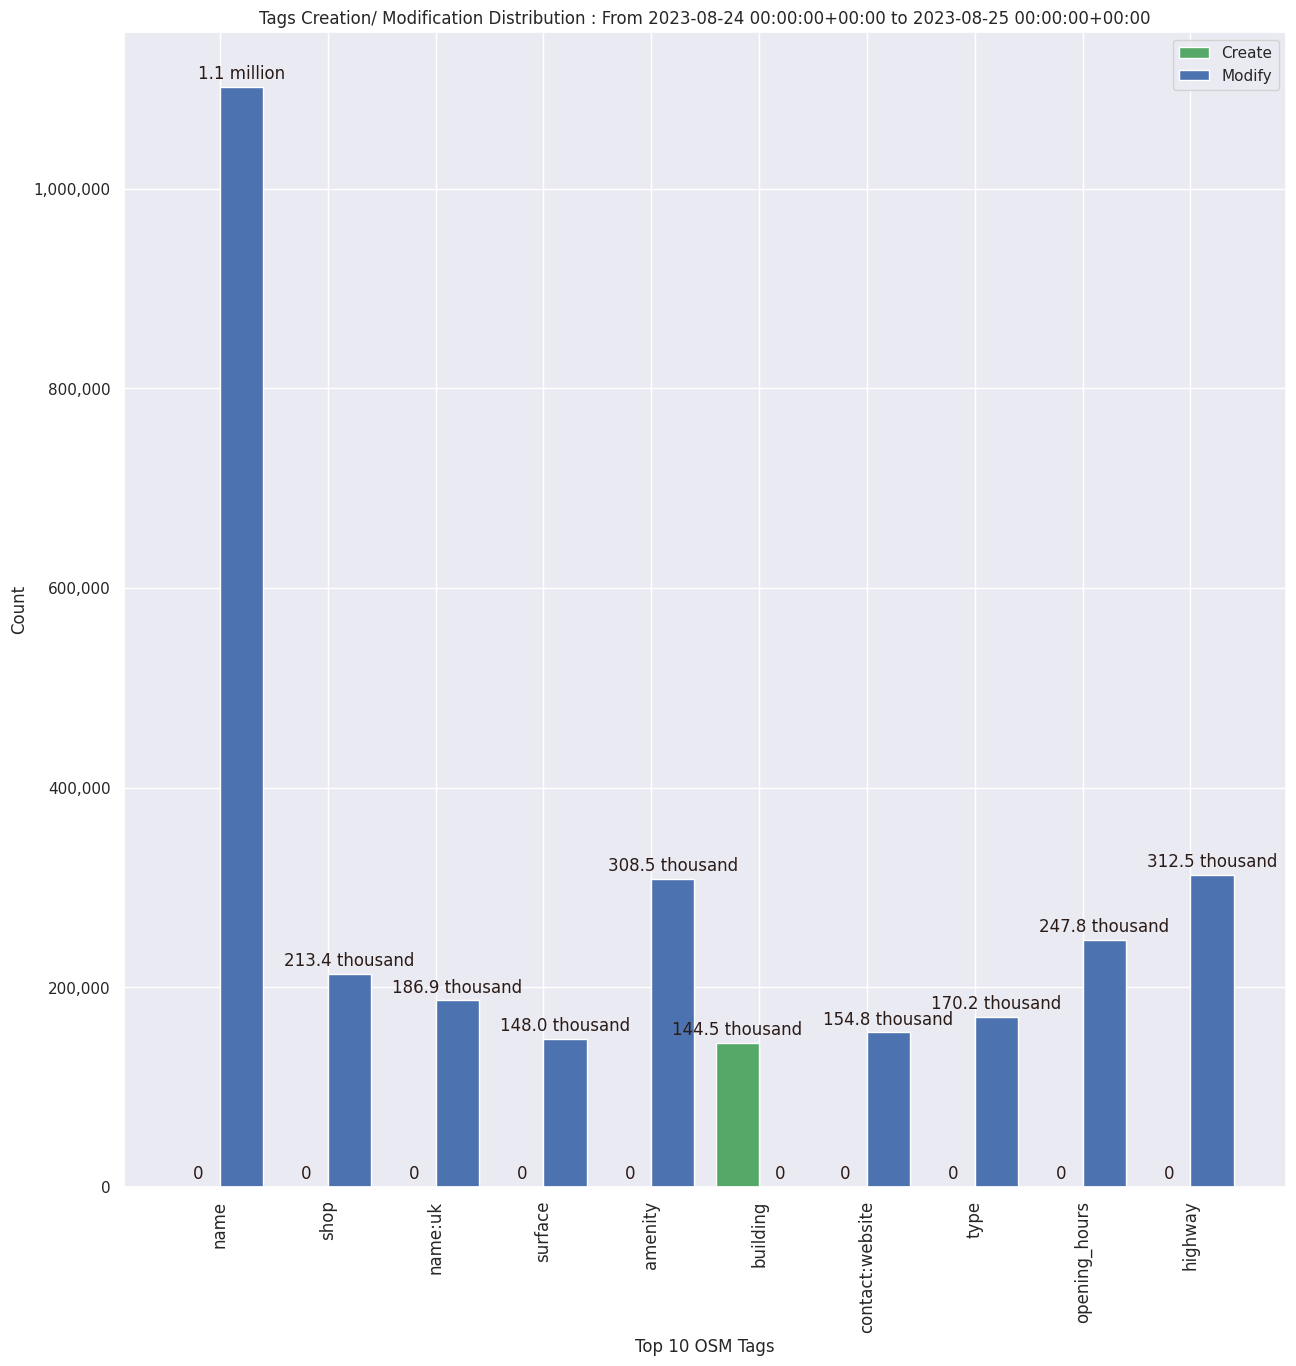 Tags Creation/ Modification Distribution : From 2023-08-24 00:00:00+00:00 to 2023-08-25 00:00:00+00:00
Create
Modify
1.1 million
1,000,000
800,000
600,000
Count
400,000
308.5 thousand
312.5 thousand
247.8 thousand
213.4 thousand
186.9 thousand
200,000
170.2 thousand
148.0 thousand
144.5 thousand
154.8 thousand
0 0 0 0 0 0 0 0 0 0
0
name
shop
name:uk
surface
amenity
building
contact:website
type
opening_hours
highway
Top 10 OSM Tags